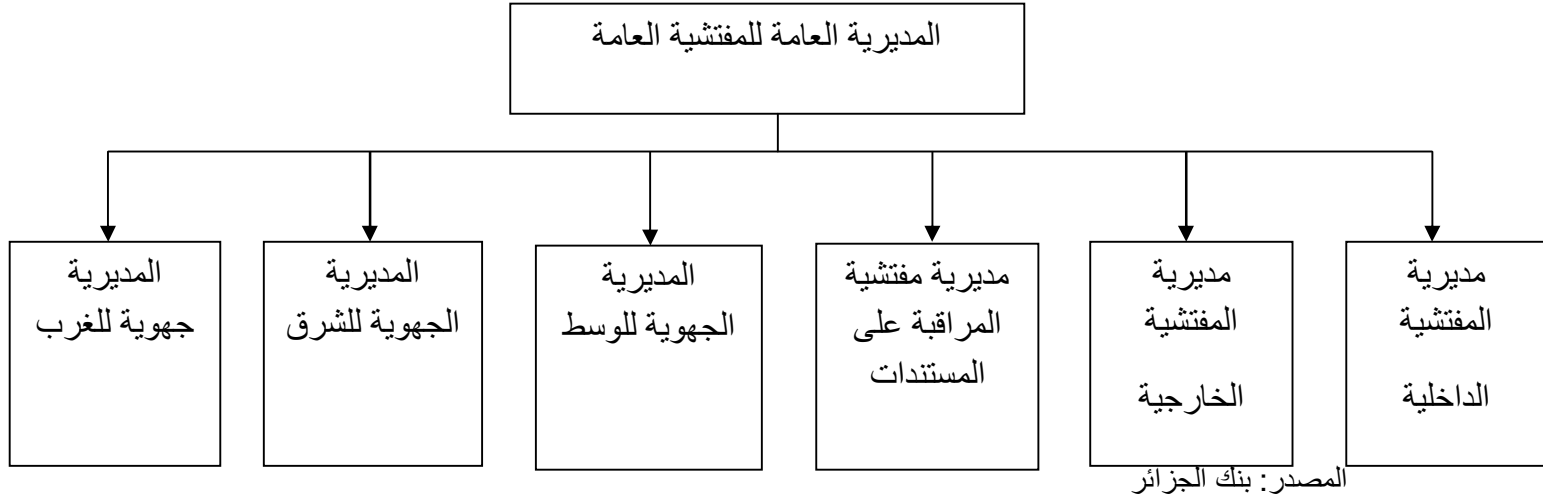 المديرية العامة للمفتشية العامة
مديرية
المفتشية
الداخلية
مديرية
المفتشية
الخارجية
مديرية مفتشية
المراقبة على
المستندات
المديرية
الجهوية للوسط
المديرية
الجهوية للشرق
المديرية
جهوية للغرب
المصدر: بنك الجزائر